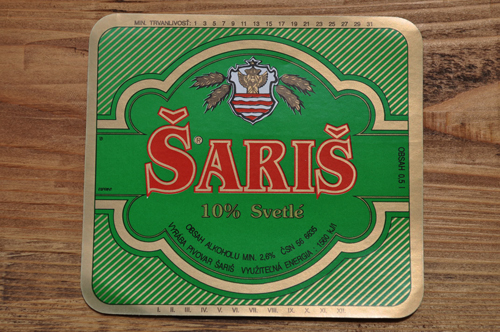 MIN. TRVANLIVOSŤ: 1 3 5 7 9 11 13 15 17 19 21 23 25 27 29 31
ŠARIŠ®
10% Svetlé
OBSAH 0,5 l
OBSAH ALKOHOLU MIN. 2,6% ČSN 56 6635
VYRÁBA PIVOVAR ŠARIŠ VYUŽITEĽNÁ ENERGIA : 1560 kJ/l
I. II. III. IV. V. VI. VII. VIII. IX. X. XI. XII.